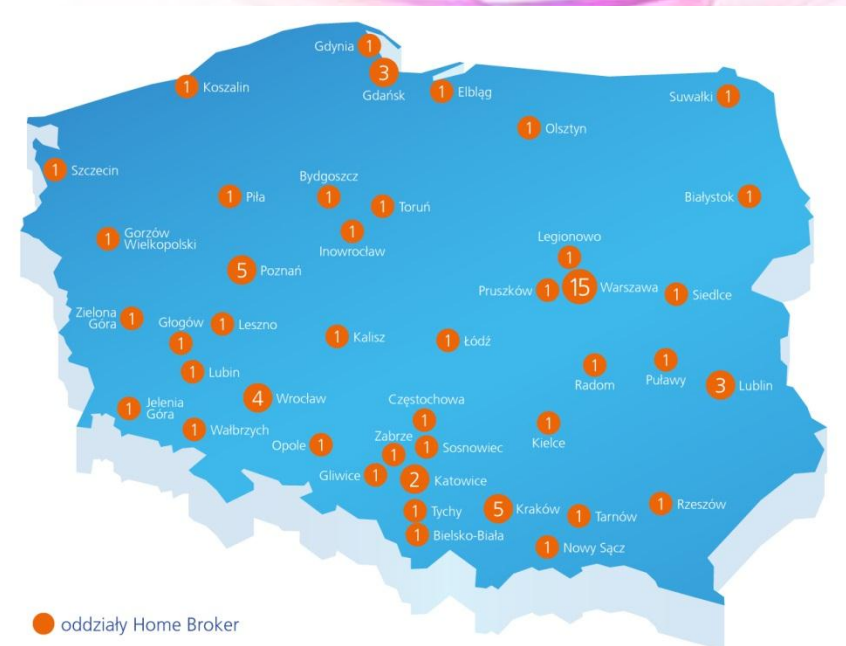 Gdynia 1
3
Gdańsk
1 Koszalin
1 Elbląg
Suwałki 1
1 Olsztyn
1 Szczecin
Bydgoszcz
1
1 Piła
1 Toruń
Białystok 1
1 Gorzów
Wielkopolski
1
Inowrocław
Legionowo
1
5 Poznań
Pruszków 1
15 Warszawa
1 Siedlce
Zielona
Góra 1
Głogów
1
1 Leszno
1 Kalisz
1 Łódź
1
Radom
1
Puławy
3 Lublin
1 Lubin
4 Wrocław
1 Jelenia
Góra
1 Wałbrzych
Częstochowa
1
1
Kielce
Opole 1
Zabrze
1
1 Sosnowiec
Gliwice 1
2 Katowice
1 Tychy
5 Kraków
1 Tarnów
1 Rzeszów
1 Bielsko-Biała
1 Nowy Sącz
oddziały Home Broker